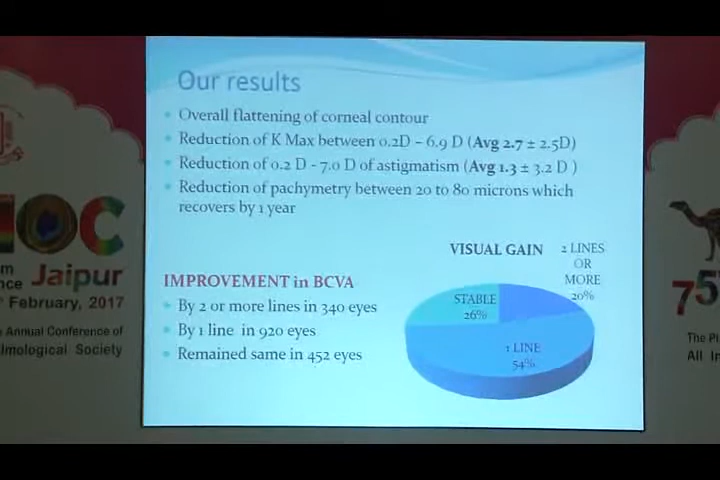 Our results
Overall flattening of corneal contour
Reduction of K Max between 0.2D – 6.9 D (Avg 2.7 ± 2.5D)
Reduction of 0.2 D - 7.0 D of astigmatism (Avg 1.3 ± 3.2 D )
Reduction of pachymetry between 20 to 80 microns which
recovers by 1 year
IMPROVEMENT in BCVA
By 2 or more lines in 340 eyes
By 1 line in 920 eyes
Remained same in 452 eyes
VISUAL GAIN
2 LINES
OR
MORE
20%
STABLE
26%
1 LINE
54%
IOC
Jaipur
February, 2017
Annual Conference of
Society
75
The
All